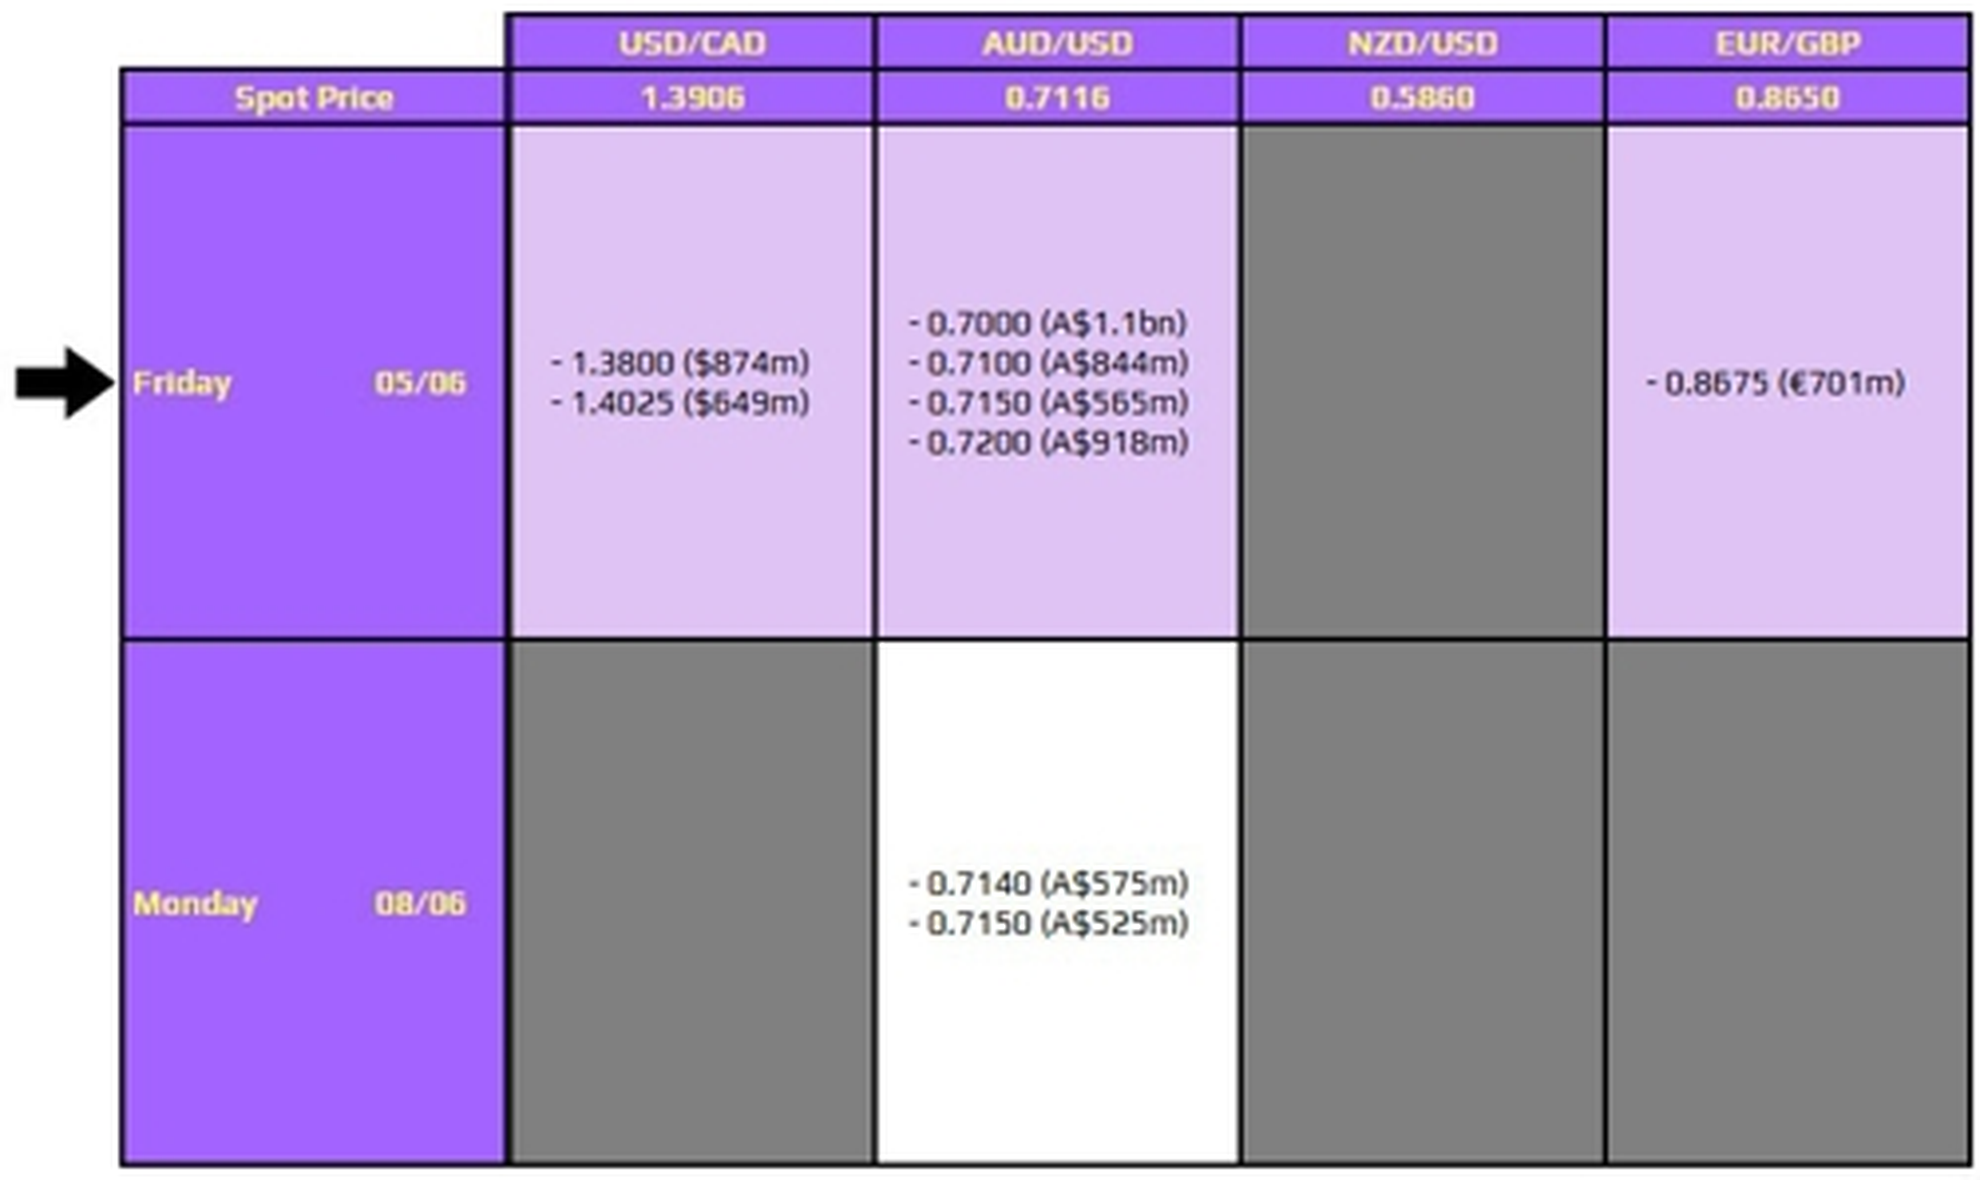 USD/CAD AUD/USD NZD/USD EUR/GBP
Spot Price 1.3906 0.7116 0.5860 0.8650
Friday 05/06
- 1.3800 ($874m)
- 1.4025 ($649m)
- 0.7000 (A$1.1bn)
- 0.7100 (A$844m)
- 0.7150 (A$565m)
- 0.7200 (A$918m)
- 0.8675 (€701m)
Monday 08/06
- 0.7140 (A$575m)
- 0.7150 (A$525m)